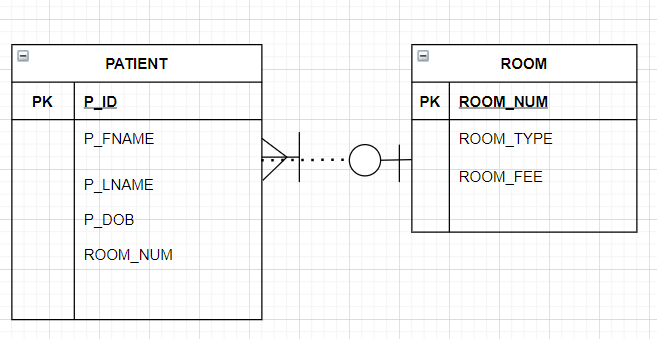 PATIENT
PK P_ID
P_FNAME
P_LNAME
P_DOB
ROOM_NUM
ROOM
PK ROOM_NUM
ROOM_TYPE
ROOM_FEE